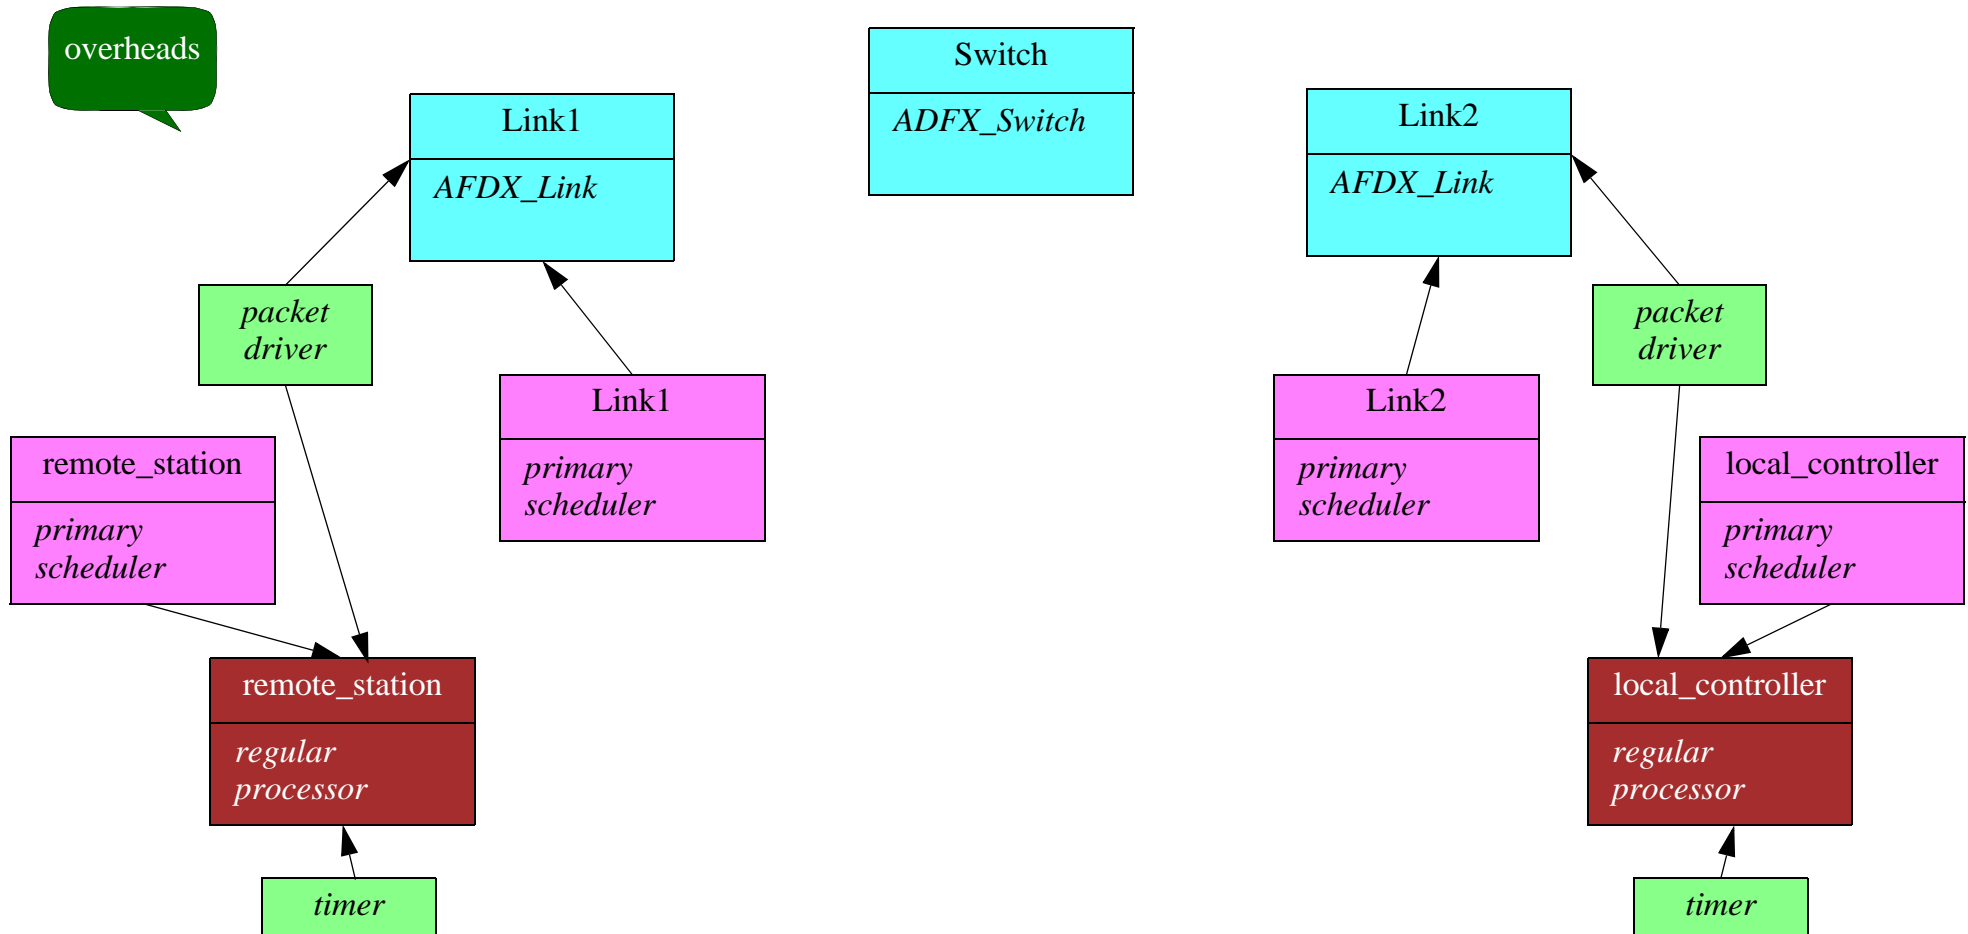 overheads
Switch
ADFX_Switch
Link1
AFDX_Link
Link2
AFDX_Link
packet
driver
packet
driver
Link1
primary
scheduler
Link2
primary
scheduler
remote_station
primary
scheduler
local_controller
primary
scheduler
remote_station
regular
processor
local_controller
regular
processor
timer
timer